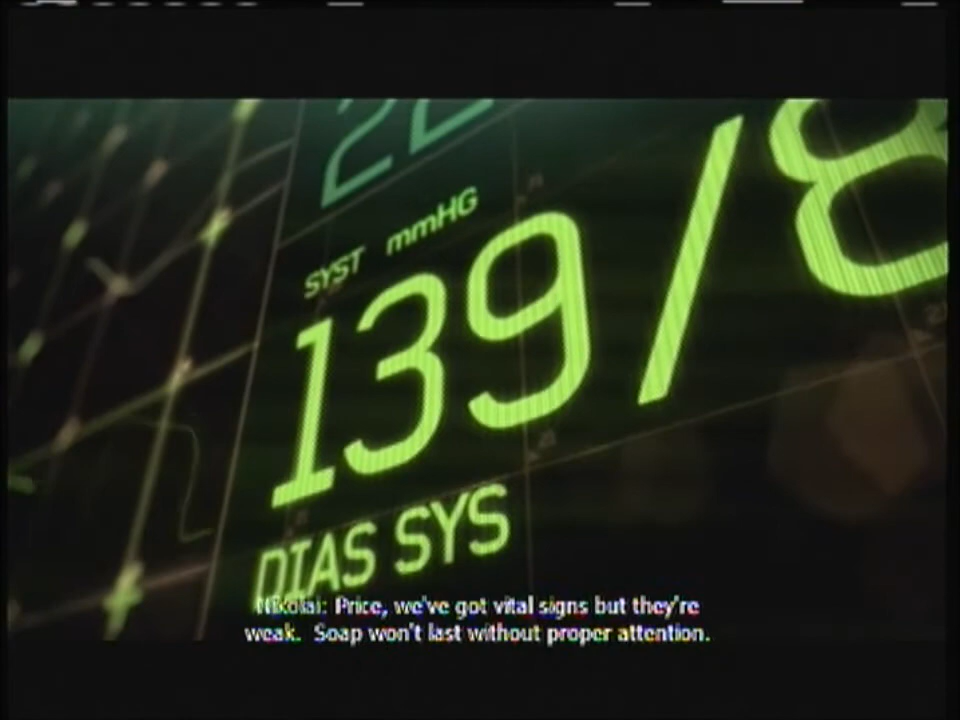 22
SYST mmHG
139/8
DIAS SYS
Nikolai: Price, we've got vital signs but they're
weak. Soap won't last without proper attention.